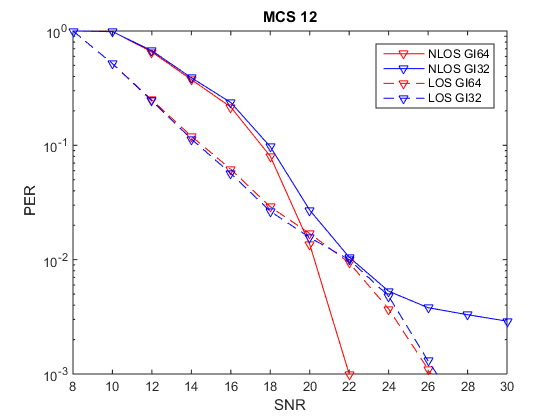 MCS 12
10^0
10^-1
10^-2
10^-3
PER
NLOS GI64
NLOS GI32
LOS GI64
LOS GI32
8 10 12 14 16 18 20 22 24 26 28 30
SNR